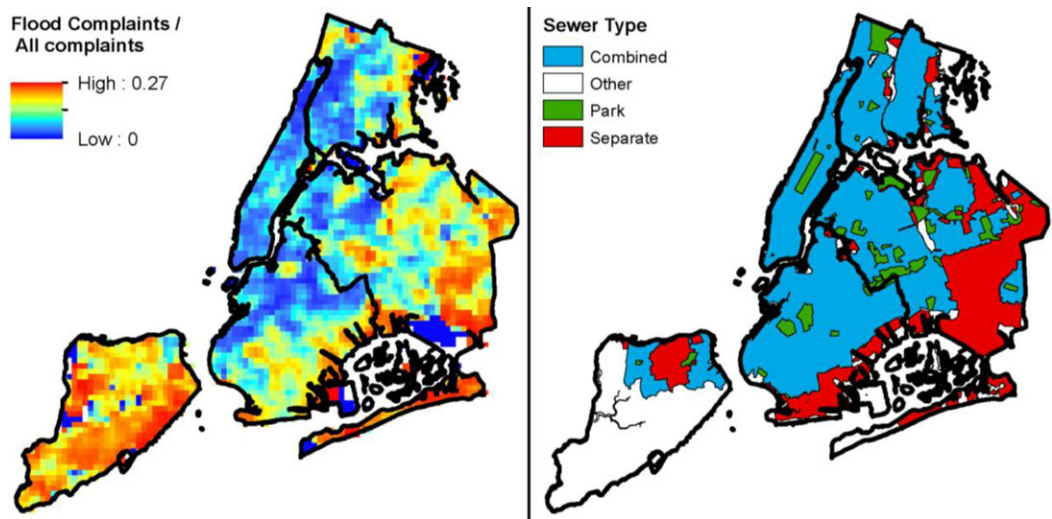 Flood Complaints /
All complaints
High : 0.27
Low : 0
Sewer Type
Combined
Other
Park
Separate